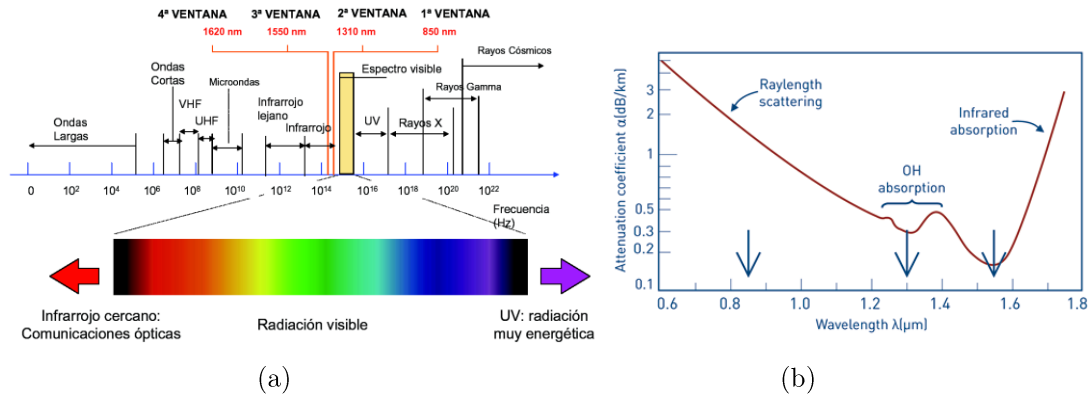 4ª VENTANA 3ª VENTANA 2ª VENTANA 1ª VENTANA
1620 nm 1550 nm 1310 nm 850 nm
Rayos Cósmicos
Ondas
Cortas
Microondas
Espectro visible
Rayos Gamma
VHF
UHF
Infrarrojo
lejano
Infrarrojo
UV
Rayos X
Ondas
Largas
0 10² 10⁴ 10⁶ 10⁸ 10¹⁰ 10¹² 10¹⁴ 10¹⁶ 10¹⁸ 10²⁰ 10²²
Frecuencia
(Hz)
Infrarrojo cercano:
Comunicaciones ópticas
Radiación visible
UV: radiación
muy energética
(a)
Attenuation coefficient α(dB/km)
3
2
1
0.5
0.3
0.2
0.1
Raylength
scattering
Infrared
absorption
OH
absorption
0.6 0.8 1.0 1.2 1.4 1.6 1.8
Wavelength λ(μm)
(b)